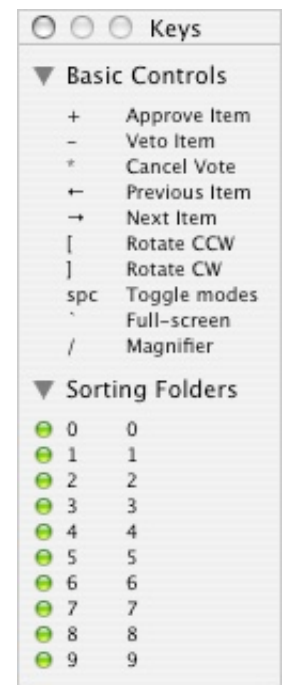 Keys
Basic Controls
+ Approve Item
– Veto Item
* Cancel Vote
← Previous Item
→ Next Item
[ Rotate CCW
] Rotate CW
spc Toggle modes
` Full-screen
/ Magnifier
Sorting Folders
0 0
1 1
2 2
3 3
4 4
5 5
6 6
7 7
8 8
9 9